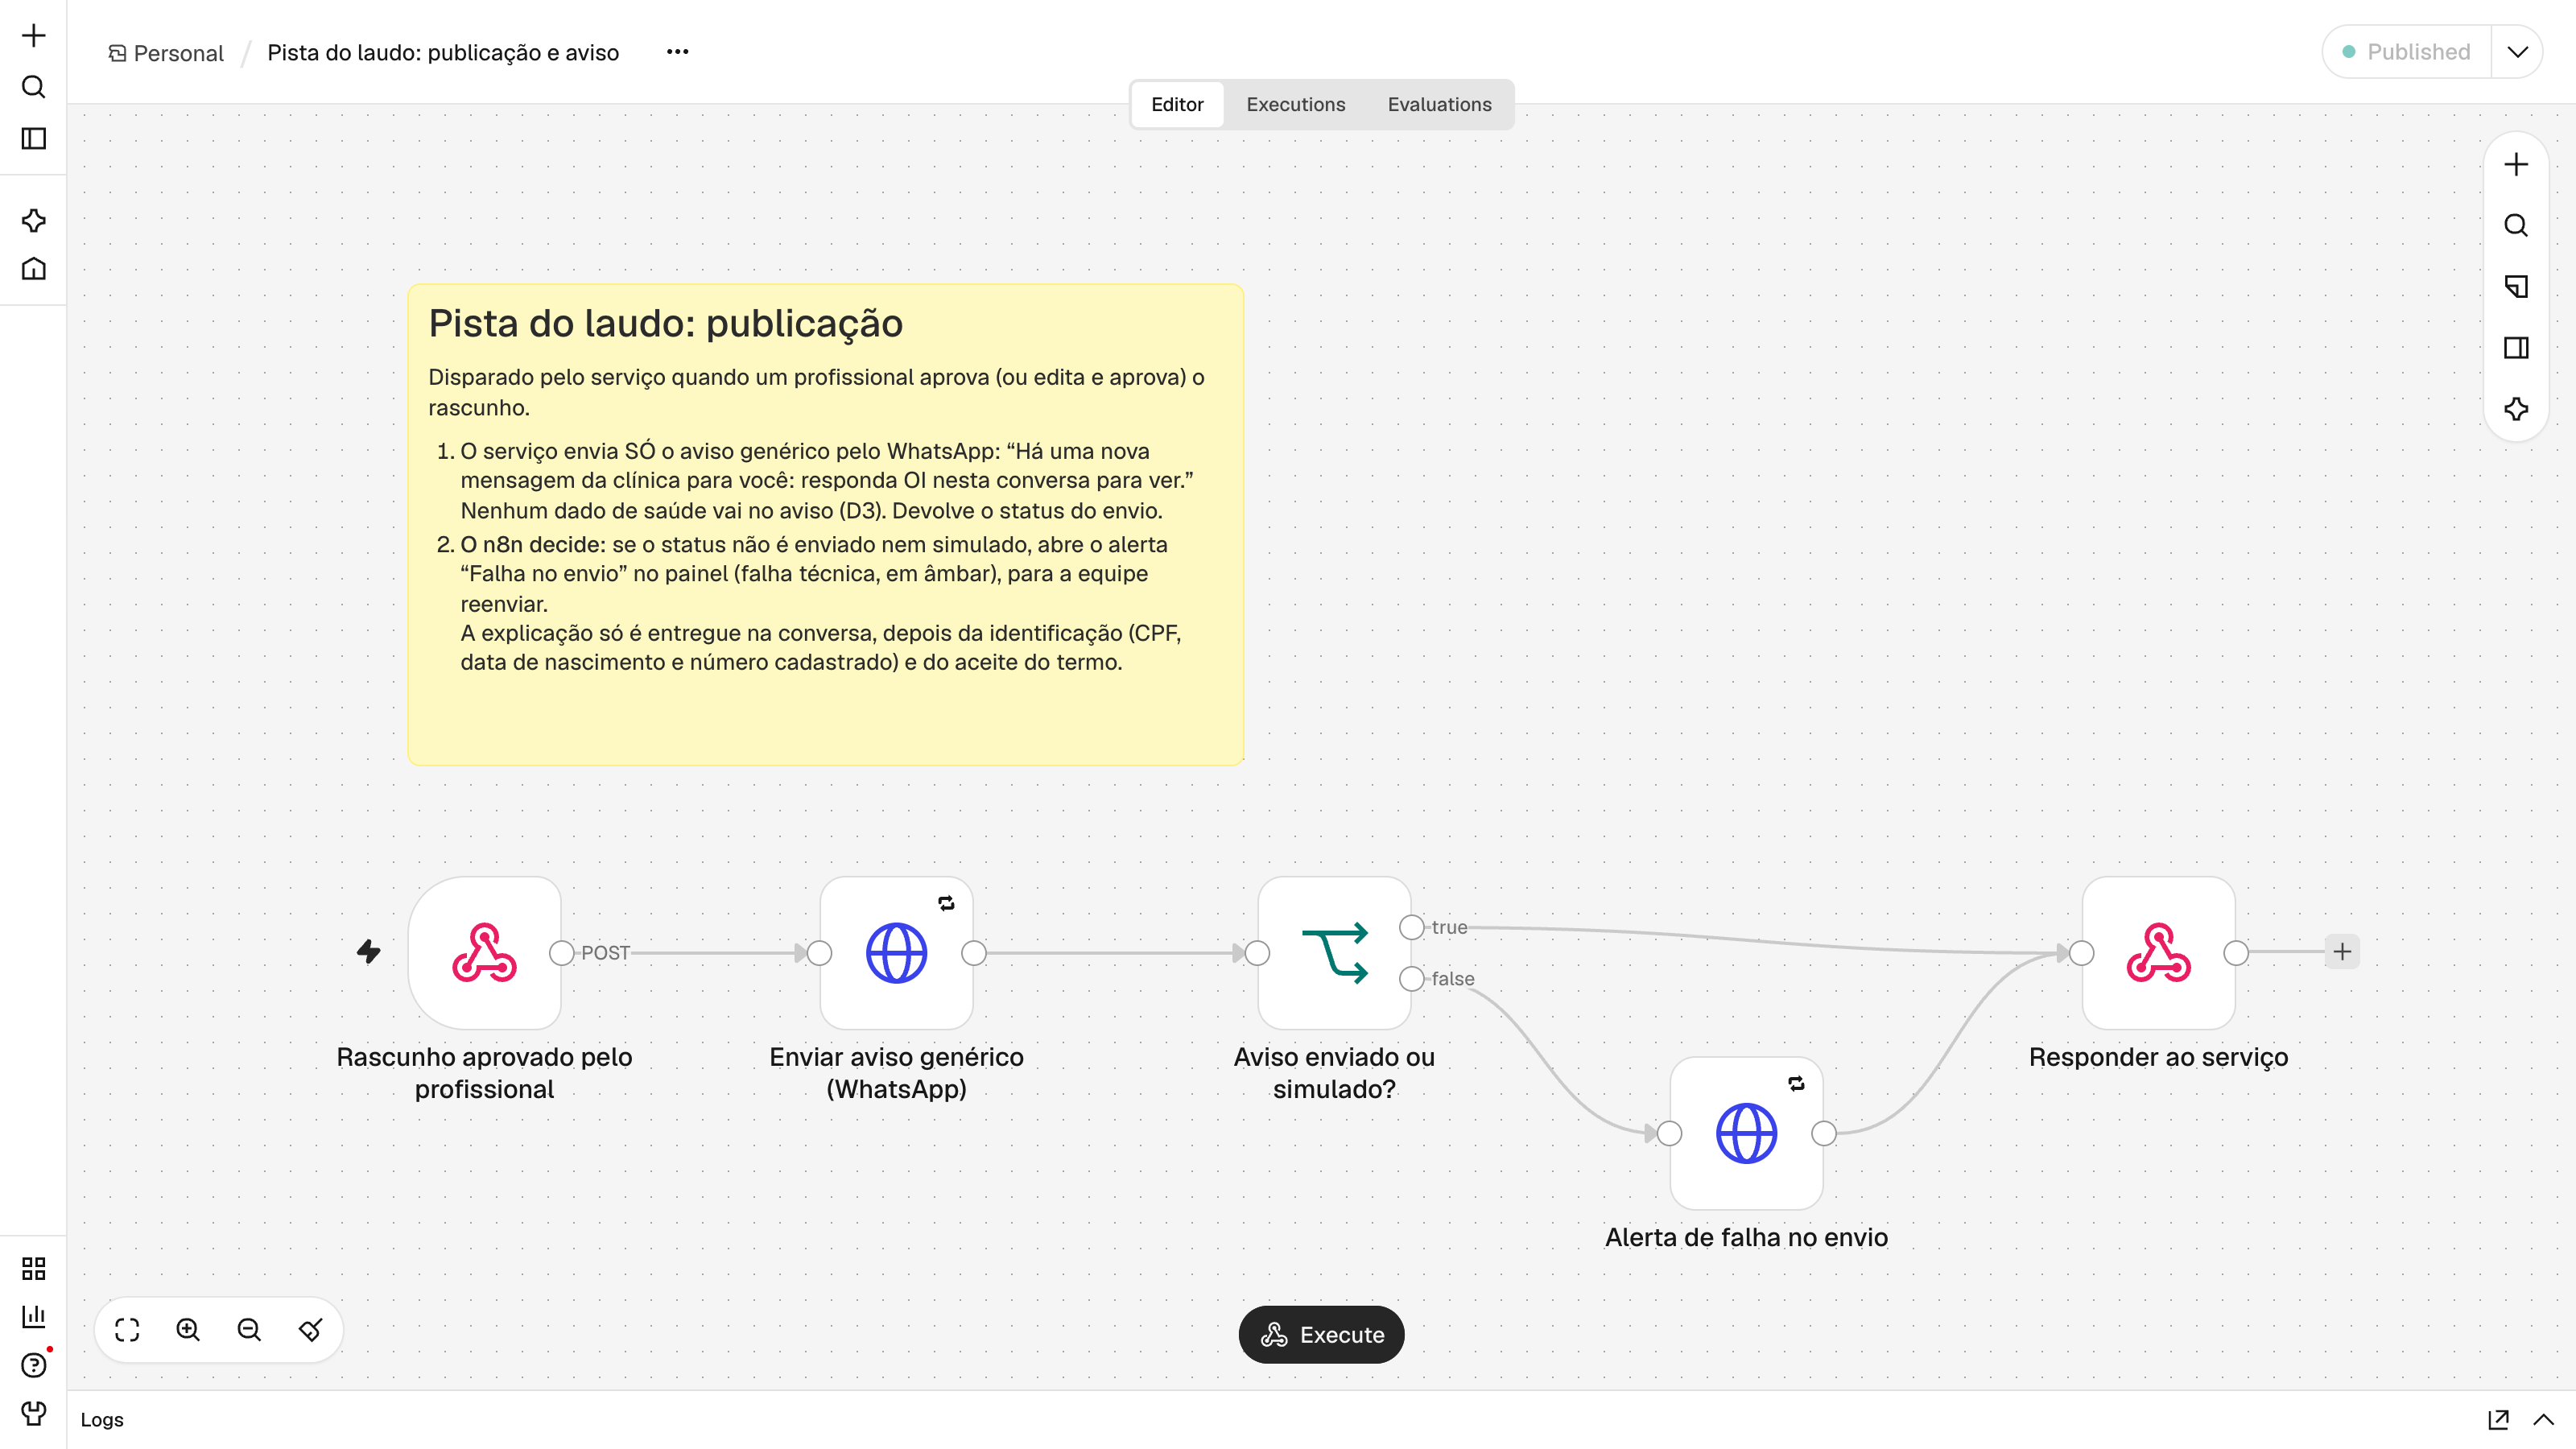 Personal / Pista do laudo: publicação e aviso
Published
Editor Executions Evaluations
Pista do laudo: publicação
Disparado pelo serviço quando um profissional aprova (ou edita e aprova) o
rascunho.
1. O serviço envia SÓ o aviso genérico pelo WhatsApp: “Há uma nova
mensagem da clínica para você: responda OI nesta conversa para ver.”
Nenhum dado de saúde vai no aviso (D3). Devolve o status do envio.
2. O n8n decide: se o status não é enviado nem simulado, abre o alerta
“Falha no envio” no painel (falha técnica, em âmbar), para a equipe
reenviar.
A explicação só é entregue na conversa, depois da identificação (CPF,
data de nascimento e número cadastrado) e do aceite do termo.
POST
true
false
Rascunho aprovado pelo
profissional
Enviar aviso genérico
(WhatsApp)
Aviso enviado ou
simulado?
Responder ao serviço
Alerta de falha no envio
Execute
Logs